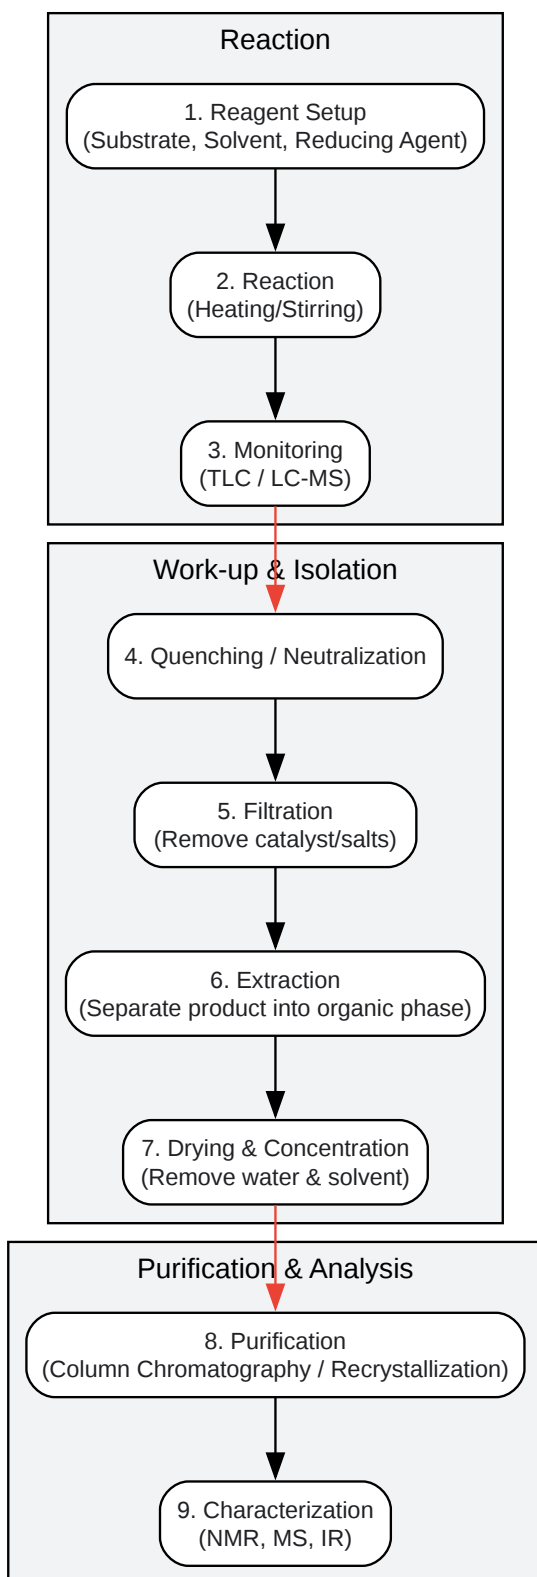 Reaction
1. Reagent Setup
(Substrate, Solvent, Reducing Agent)
2. Reaction
(Heating/Stirring)
3. Monitoring
(TLC / LC-MS)
Work-up & Isolation
4. Quenching / Neutralization
5. Filtration
(Remove catalyst/salts)
6. Extraction
(Separate product into organic phase)
7. Drying & Concentration
(Remove water & solvent)
Purification & Analysis
8. Purification
(Column Chromatography / Recrystallization)
9. Characterization
(NMR, MS, IR)